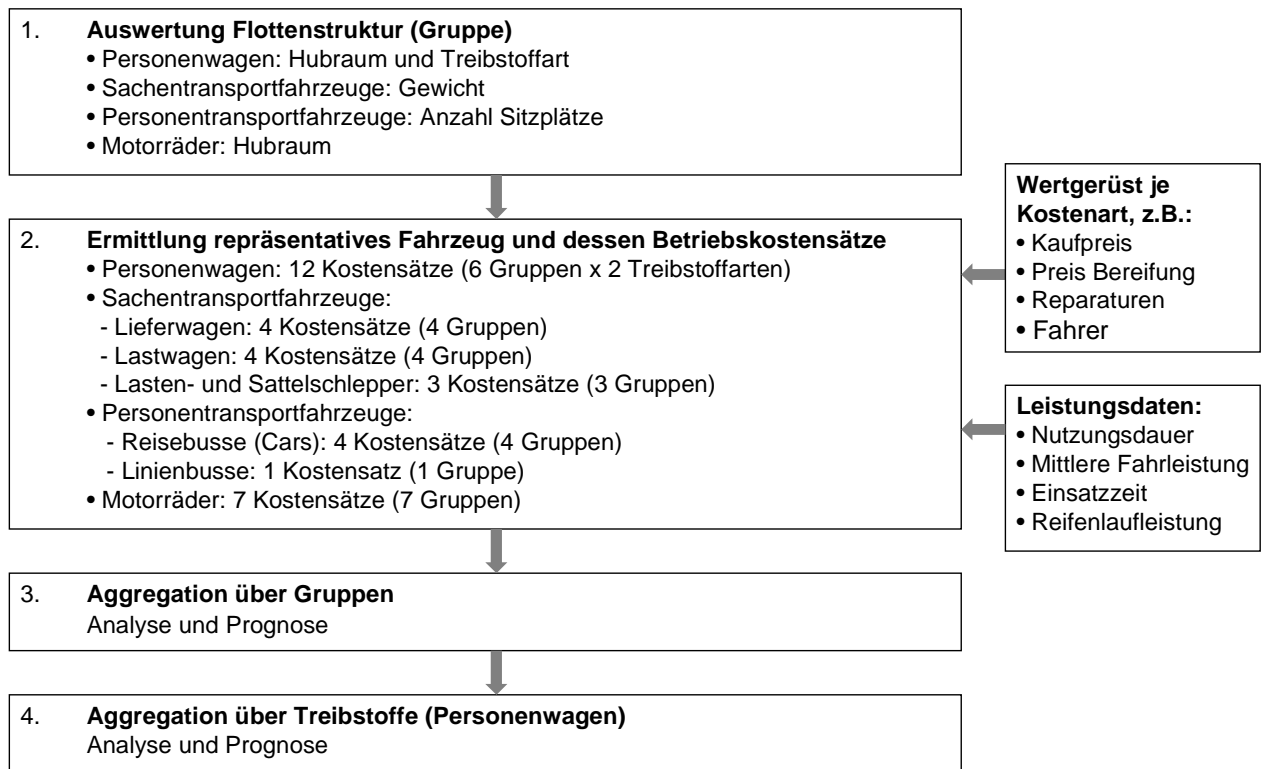 1. Auswertung Flottenstruktur (Gruppe)
• Personenwagen: Hubraum und Treibstoffart
• Sachentransportfahrzeuge: Gewicht
• Personentransportfahrzeuge: Anzahl Sitzplätze
• Motorräder: Hubraum
2. Ermittlung repräsentatives Fahrzeug und dessen Betriebskostensätze
• Personenwagen: 12 Kostensätze (6 Gruppen x 2 Treibstoffarten)
• Sachentransportfahrzeuge:
- Lieferwagen: 4 Kostensätze (4 Gruppen)
- Lastwagen: 4 Kostensätze (4 Gruppen)
- Lasten- und Sattelschlepper: 3 Kostensätze (3 Gruppen)
• Personentransportfahrzeuge:
- Reisebusse (Cars): 4 Kostensätze (4 Gruppen)
- Linienbusse: 1 Kostensatz (1 Gruppe)
• Motorräder: 7 Kostensätze (7 Gruppen)
Wertgerüst je
Kostenart, z.B.:
• Kaufpreis
• Preis Bereifung
• Reparaturen
• Fahrer
Leistungsdaten:
• Nutzungsdauer
• Mittlere Fahrleistung
• Einsatzzeit
• Reifenlaufleistung
3. Aggregation über Gruppen
Analyse und Prognose
4. Aggregation über Treibstoffe (Personenwagen)
Analyse und Prognose